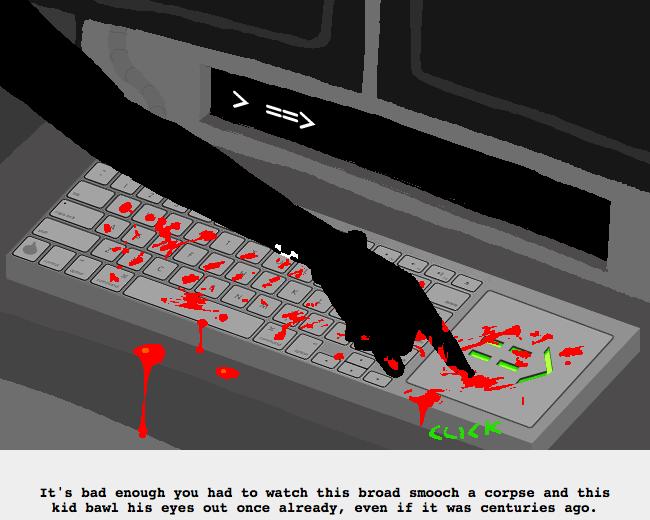 > ==>
CLICK
It's bad enough you had to watch this broad smooch a corpse and this
kid bawl his eyes out once already, even if it was centuries ago.